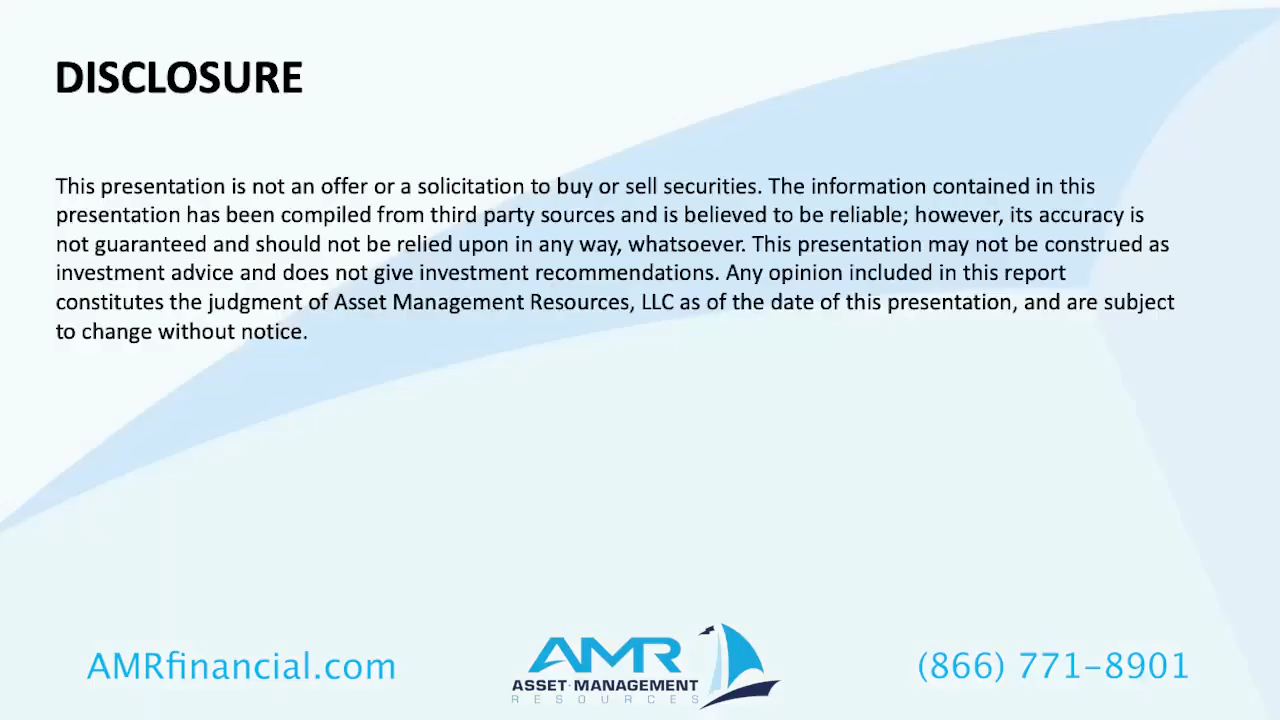 DISCLOSURE
This presentation is not an offer or a solicitation to buy or sell securities. The information contained in this
presentation has been compiled from third party sources and is believed to be reliable; however, its accuracy is
not guaranteed and should not be relied upon in any way, whatsoever. This presentation may not be construed as
investment advice and does not give investment recommendations. Any opinion included in this report
constitutes the judgment of Asset Management Resources, LLC as of the date of this presentation, and are subject
to change without notice.
AMRfinancial.com
AMR
ASSET·MANAGEMENT
RESOURCES
(866) 771-8901